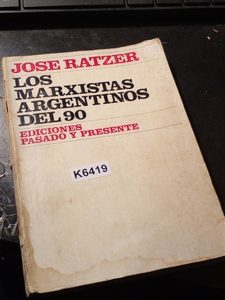 JOSE RATZER
LOS
MARXISTAS
ARGENTINOS
DEL 90
EDICIONES
PASADO Y PRESENTE
K6419